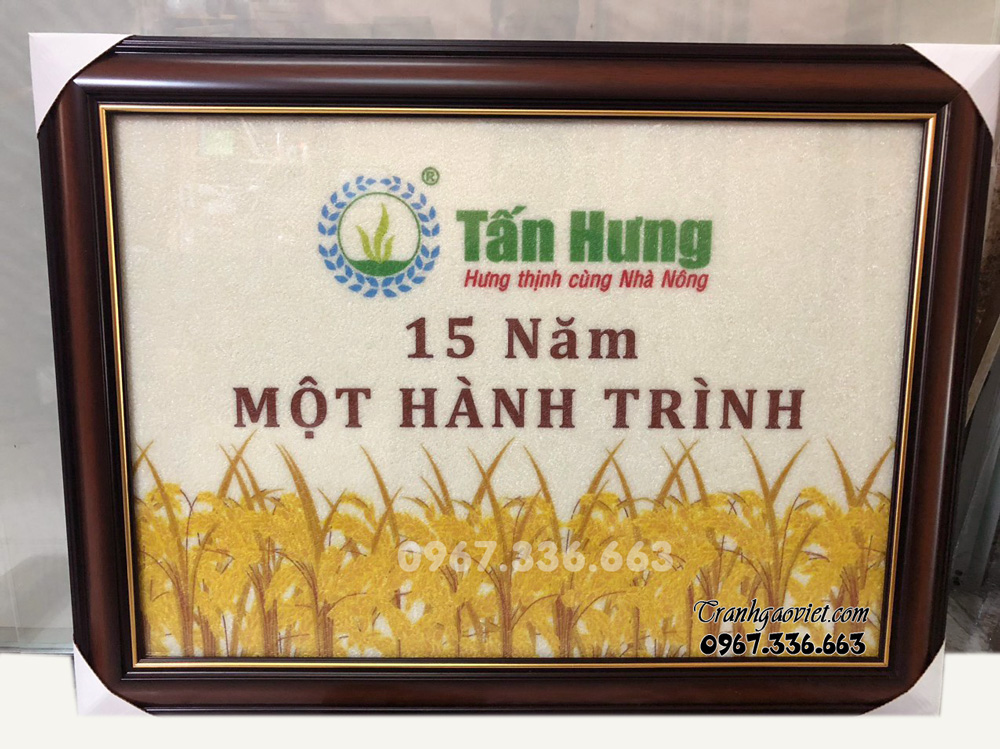 ®
Tấn Hưng
Hưng thịnh cùng Nhà Nông
15 Năm
MỘT HÀNH TRÌNH
0967.336.663
Tranhgaoviet.com
0967.336.663